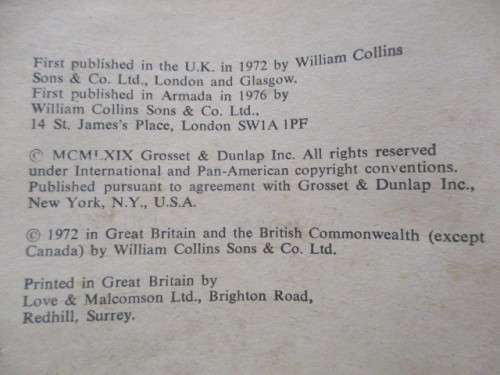 First published in the U.K. in 1972 by William Collins
Sons & Co. Ltd., London and Glasgow.
First published in Armada in 1976 by
William Collins Sons & Co. Ltd.,
14 St. James's Place, London SW1A 1PF
© MCMLXIX Grosset & Dunlap Inc. All rights reserved
under International and Pan-American copyright conventions.
Published pursuant to agreement with Grosset & Dunlap Inc.,
New York, N.Y., U.S.A.
© 1972 in Great Britain and the British Commonwealth (except
Canada) by William Collins Sons & Co. Ltd.
Printed in Great Britain by
Love & Malcomson Ltd., Brighton Road,
Redhill, Surrey.